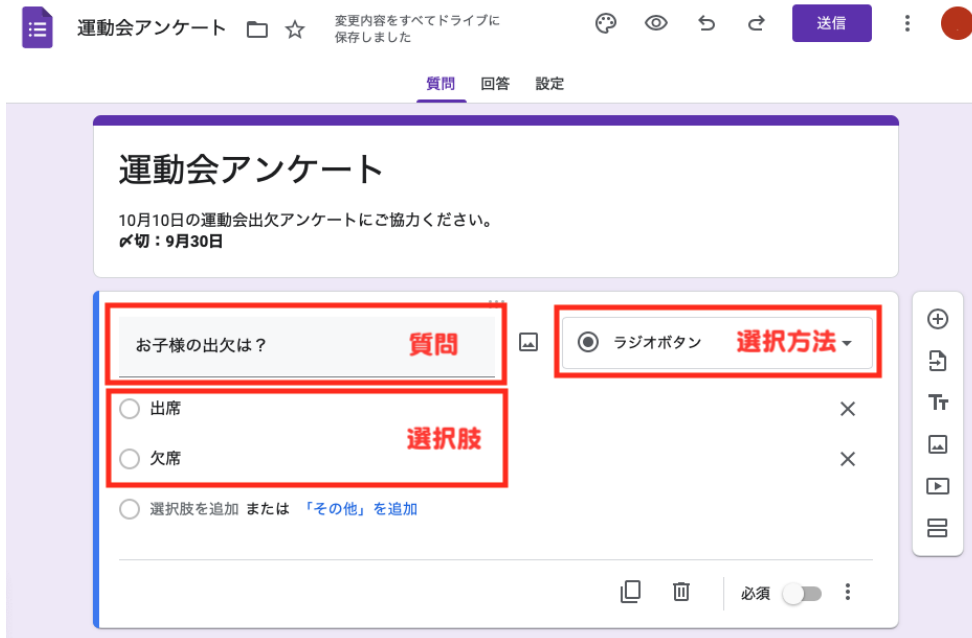 運動会アンケート
変更内容をすべてドライブに
保存しました
送信
質問 回答 設定
運動会アンケート
10月10日の運動会出欠アンケートにご協力ください。
〆切：9月30日
お子様の出欠は？ 質問
ラジオボタン 選択方法
出席
選択肢
欠席
選択肢を追加 または 「その他」を追加
必須
Tт